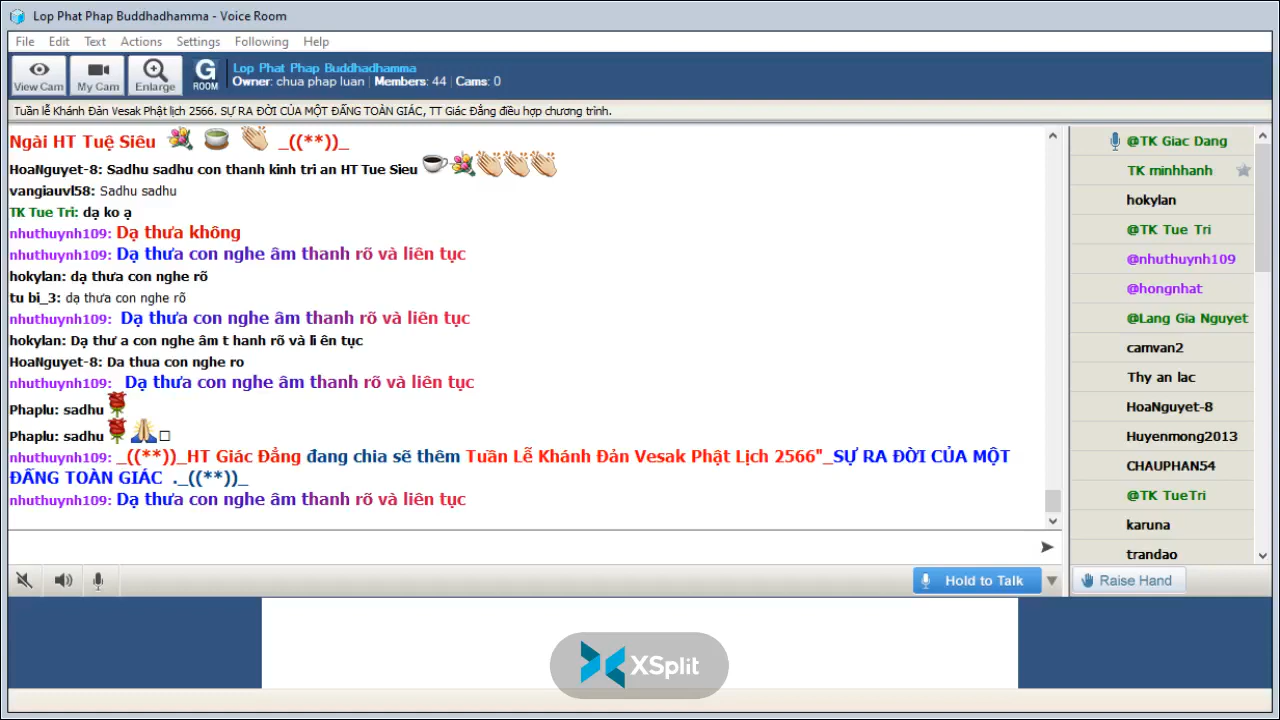 Lop Phat Phap Buddhadhamma - Voice Room
File Edit Text Actions Settings Following Help
View Cam My Cam Enlarge G ROOM
Lop Phat Phap Buddhadhamma
Owner: chua phap luan | Members: 44 | Cams: 0
Tuần lễ Khánh Đản Vesak Phật lịch 2566. SỰ RA ĐỜI CỦA MỘT ĐẤNG TOÀN GIÁC, TT Giác Đẳng điều hợp chương trình.
Ngài HT Tuệ Siêu _((**))_
HoaNguyet-8: Sadhu sadhu con thanh kinh tri an HT Tue Sieu
vangiauvl58: Sadhu sadhu
TK Tue Tri: dạ ko ạ
nhuthuynh109: Dạ thưa không
nhuthuynh109: Dạ thưa con nghe âm thanh rõ và liên tục
hokylan: dạ thưa con nghe rõ
tu bi_3: dạ thưa con nghe rõ
nhuthuynh109: Dạ thưa con nghe âm thanh rõ và liên tục
hokylan: Dạ thư a con nghe âm t hanh rõ và li ên tục
HoaNguyet-8: Da thua con nghe ro
nhuthuynh109: Dạ thưa con nghe âm thanh rõ và liên tục
Phaplu: sadhu
Phaplu: sadhu
nhuthuynh109: _((**))_HT Giác Đẳng đang chia sẽ thêm Tuần Lễ Khánh Đản Vesak Phật Lịch 2566"_SỰ RA ĐỜI CỦA MỘT
ĐẤNG TOÀN GIÁC ._((**))_
nhuthuynh109: Dạ thưa con nghe âm thanh rõ và liên tục
@TK Giac Dang
TK minhhanh
hokylan
@TK Tue Tri
@nhuthuynh109
@hongnhat
@Lang Gia Nguyet
camvan2
Thy an lac
HoaNguyet-8
Huyenmong2013
CHAUPHAN54
@TK TueTri
karuna
trandao
Hold to Talk
Raise Hand
XSplit